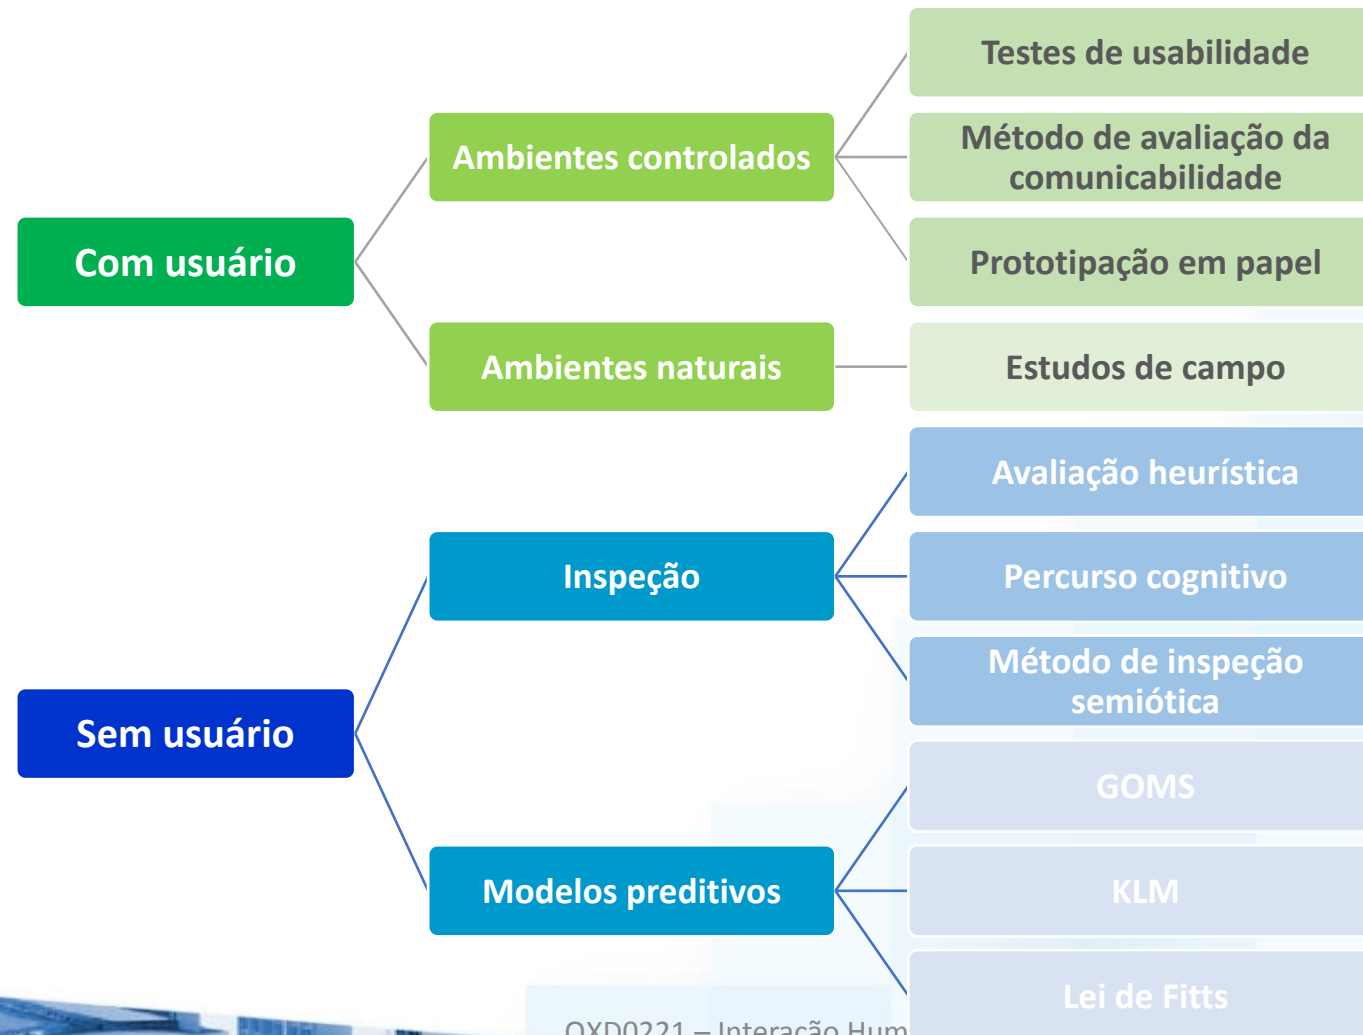 Testes de usabilidade
Ambientes controlados
Método de avaliação da
comunicabilidade
Com usuário
Prototipação em papel
Ambientes naturais
Estudos de campo
Avaliação heurística
Inspeção
Percurso cognitivo
Método de inspeção
semiótica
Sem usuário
GOMS
Modelos preditivos
KLM
Lei de Fitts
QXD0221 – Interação Hum